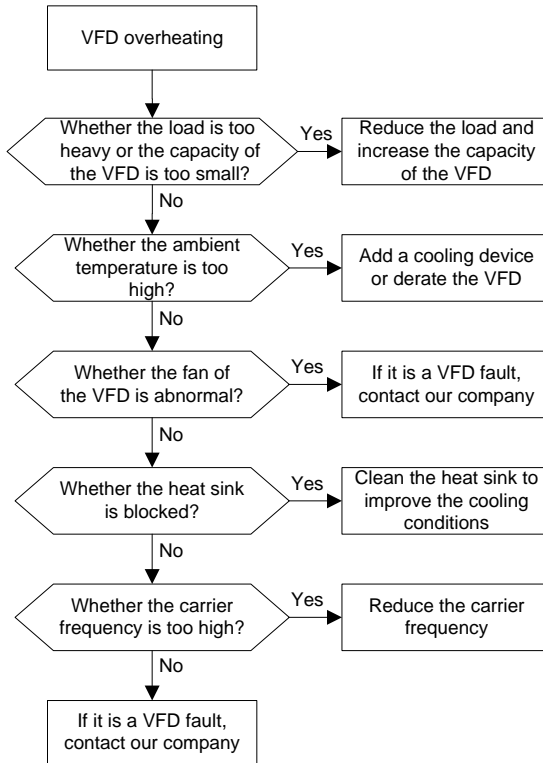 VFD overheating
Whether the load is too
heavy or the capacity of
the VFD is too small?
Yes
Reduce the load and
increase the capacity
of the VFD
No
Whether the ambient
temperature is too
high?
Yes
Add a cooling device
or derate the VFD
No
Whether the fan of
the VFD is abnormal?
Yes
If it is a VFD fault,
contact our company
No
Whether the heat sink
is blocked?
Yes
Clean the heat sink to
improve the cooling
conditions
No
Whether the carrier
frequency is too high?
Yes
Reduce the carrier
frequency
No
If it is a VFD fault,
contact our company